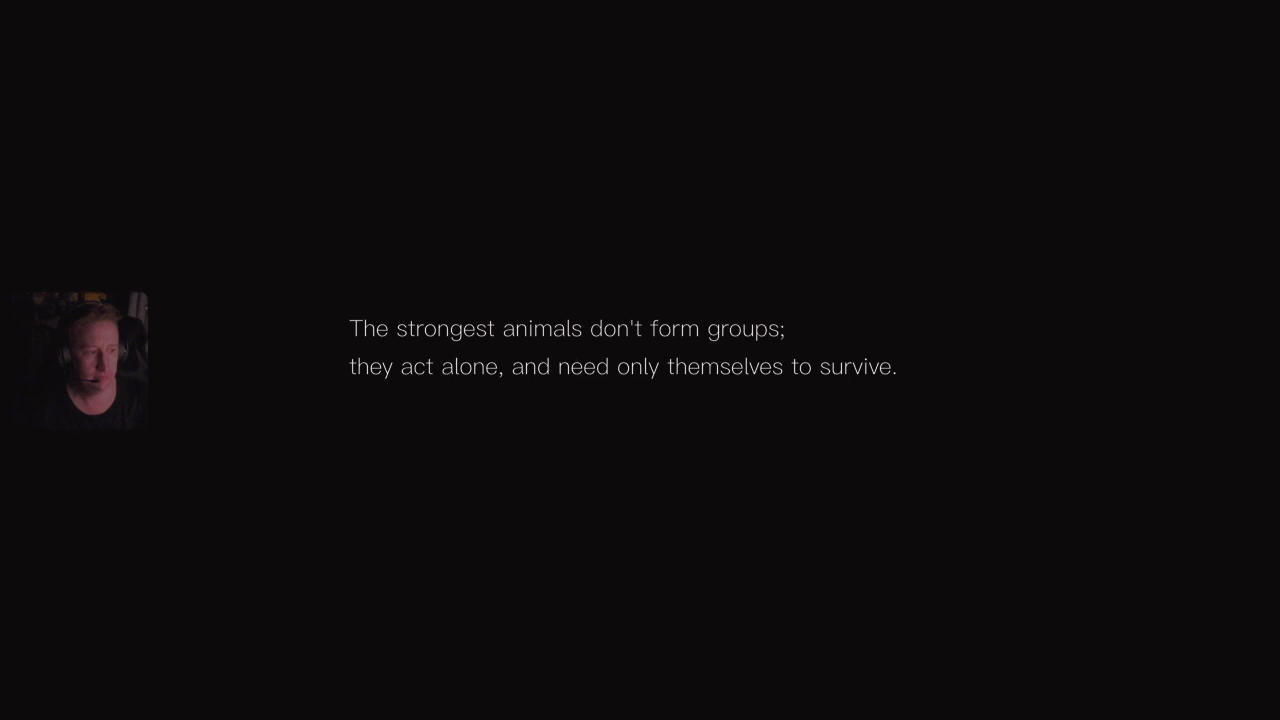 The strongest animals don't form groups;
they act alone, and need only themselves to survive.